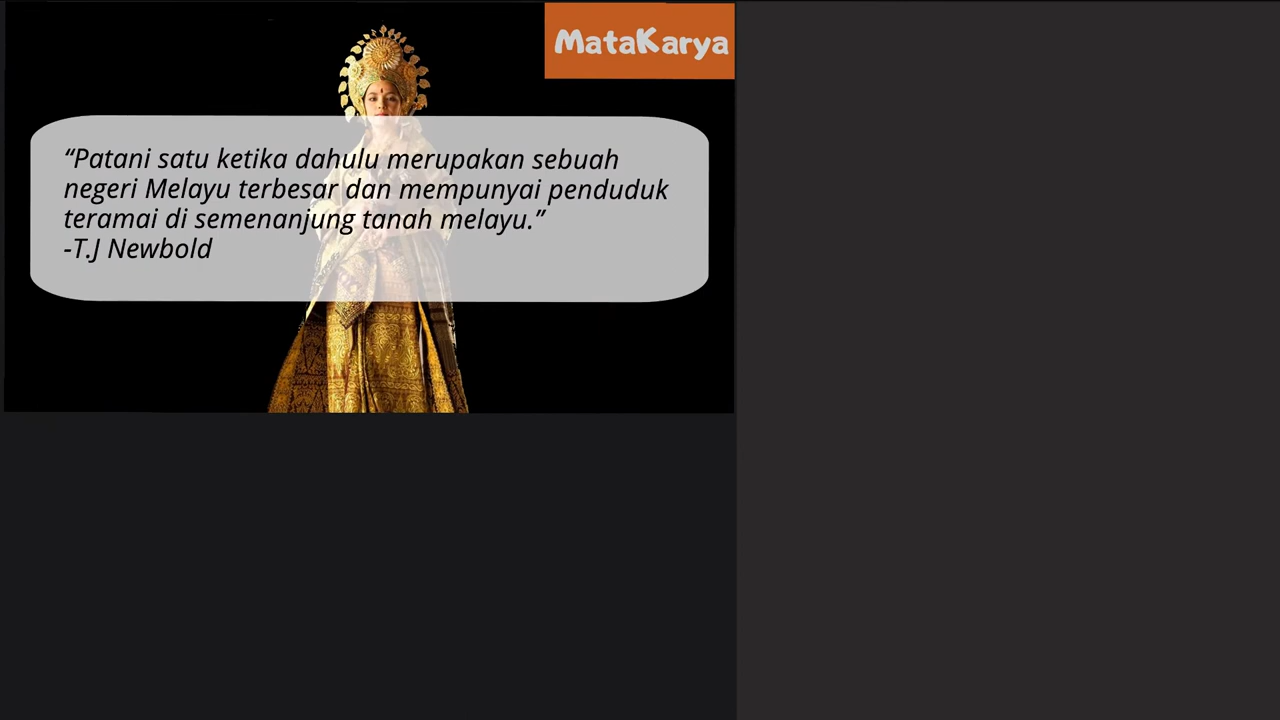 MataKarya
“Patani satu ketika dahulu merupakan sebuah
negeri Melayu terbesar dan mempunyai penduduk
teramai di semenanjung tanah melayu.”
-T.J Newbold